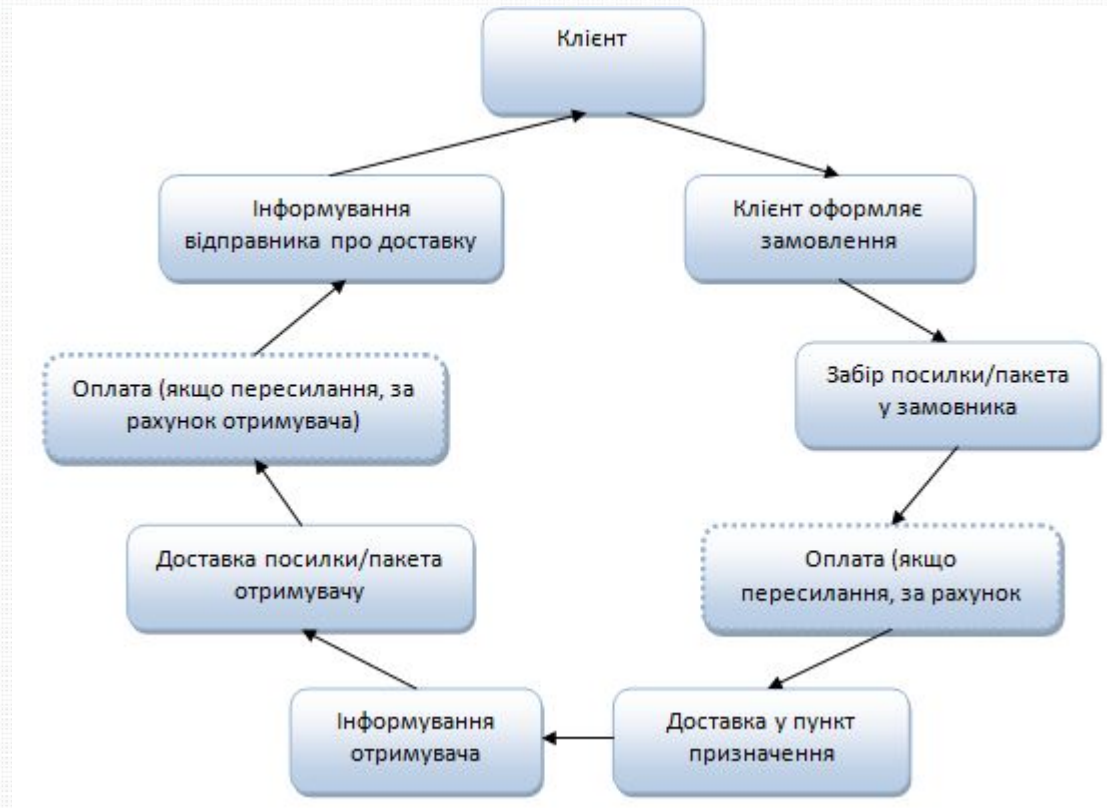 Клієнт
Клієнт оформляє
замовлення
Забір посилки/пакета
у замовника
Оплата (якщо
пересилання, за рахунок
Доставка у пункт
призначення
Інформування
отримувача
Доставка посилки/пакета
отримувачу
Оплата (якщо пересилання, за
рахунок отримувача)
Інформування
відправника про доставку